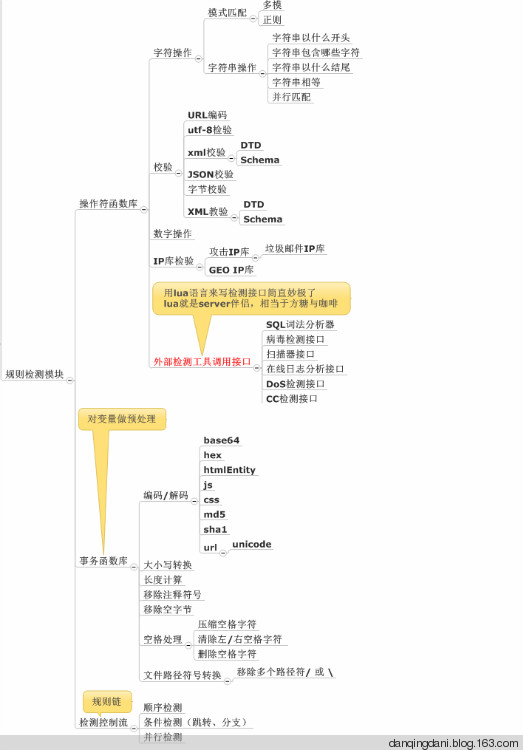 多模
模式匹配
正则
字符操作
字符串以什么开头
字符串包含哪些字符
字符串操作
字符串以什么结尾
字符串相等
并行匹配
URL编码
utf-8检验
DTD
xml校验
Schema
校验
JSON校验
字节校验
DTD
XML教验
Schema
操作符函数库
数字操作
垃圾邮件IP库
攻击IP库
IP库检验
GEO IP库
用lua语言来写检测接口简直妙极了
lua就是server伴侣，相当于方糖与咖啡
SQL词法分析器
病毒检测接口
扫描器接口
外部检测工具调用接口
在线日志分析接口
DoS检测接口
CC检测接口
规则检测模块
对变量做预处理
base64
hex
htmlEntity
js
编码/解码
css
md5
sha1
unicode
url
事务函数库
大小写转换
长度计算
移除注释符号
移除空字节
压缩空格字符
空格处理
清除左/右空格字符
删除空格字符
文件路径符号转换
移除多个路径符/ 或 \
规则链
顺序检测
检测控制流
条件检测（跳转、分支）
并行检测
danqingdani.blog.163.com